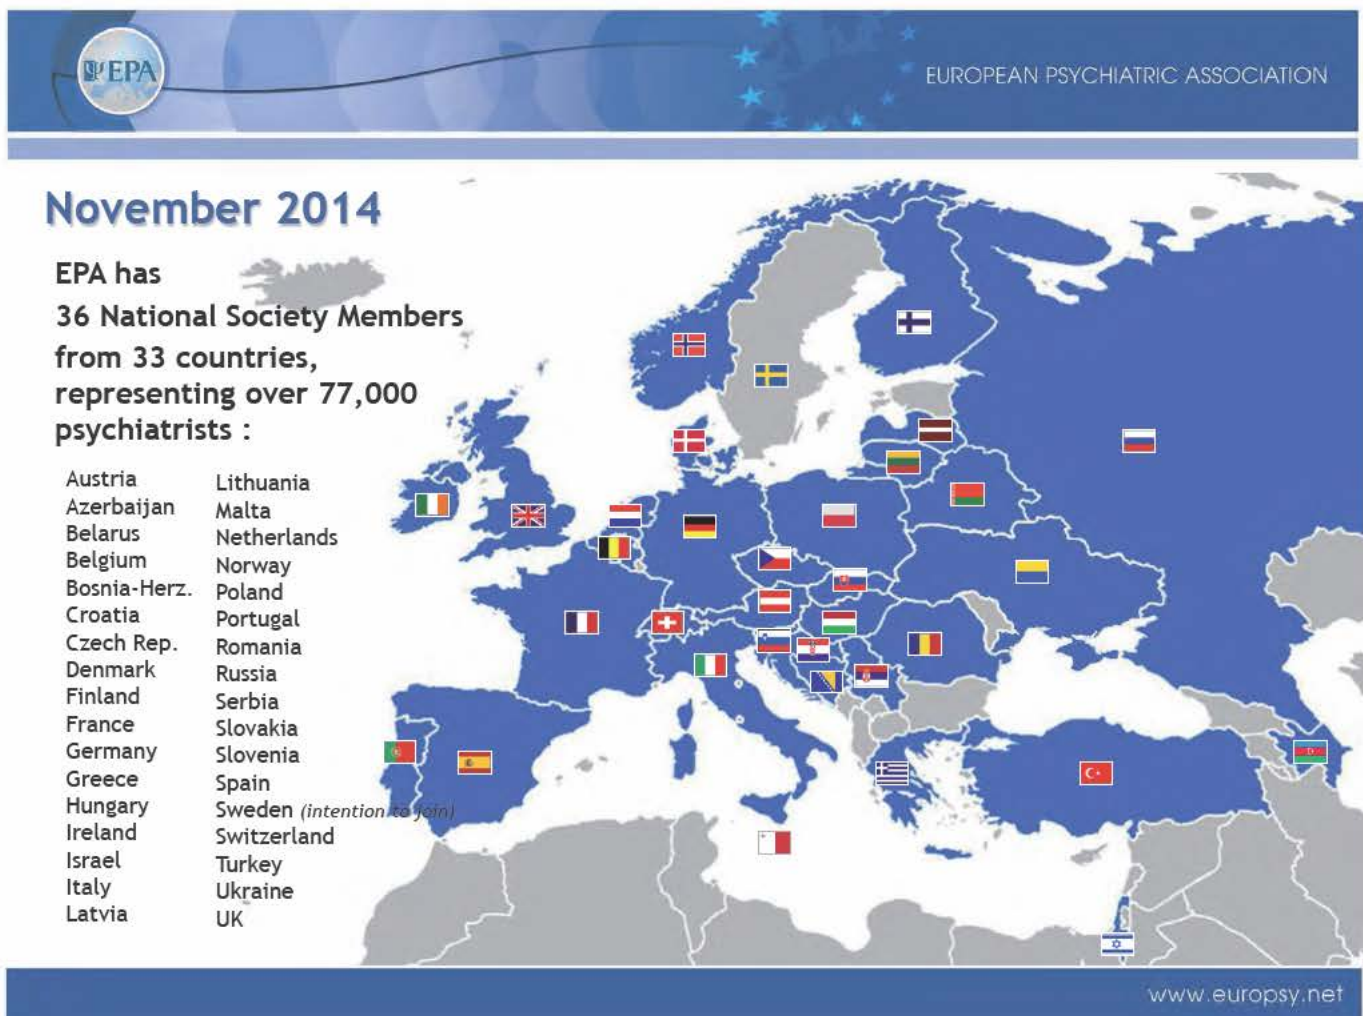 EPA
EUROPEAN PSYCHIATRIC ASSOCIATION
November 2014
EPA has
36 National Society Members
from 33 countries,
representing over 77,000
psychiatrists :
Austria
Azerbaijan
Belarus
Belgium
Bosnia-Herz.
Croatia
Czech Rep.
Denmark
Finland
France
Germany
Greece
Hungary
Ireland
Israel
Italy
Latvia
Lithuania
Malta
Netherlands
Norway
Poland
Portugal
Romania
Russia
Serbia
Slovakia
Slovenia
Spain
Sweden (intention to join)
Switzerland
Turkey
Ukraine
UK
www.europsy.net